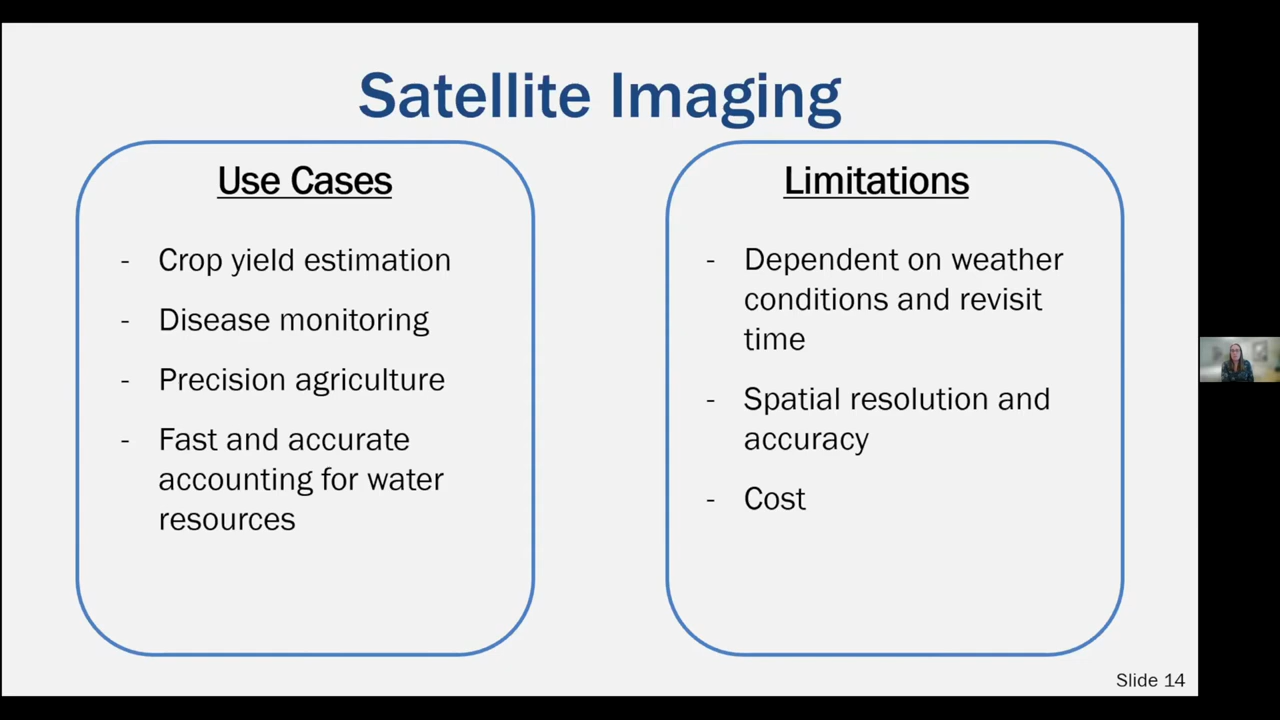 Satellite Imaging
Use Cases
- Crop yield estimation
- Disease monitoring
- Precision agriculture
- Fast and accurate
accounting for water
resources
Limitations
- Dependent on weather
conditions and revisit
time
- Spatial resolution and
accuracy
- Cost
Slide 14